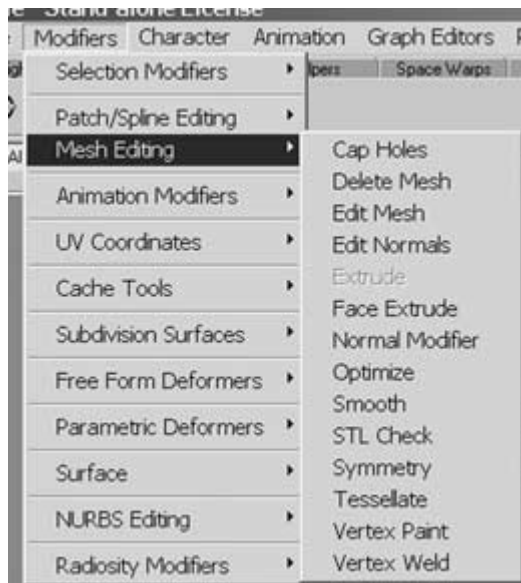 Stand-alone License
Modifiers Character Animation Graph Editors
Space Warps
Selection Modifiers
Patch/Spline Editing
Mesh Editing
Animation Modifiers
UV Coordinates
Cache Tools
Subdivision Surfaces
Free Form Deformers
Parametric Deformers
Surface
NURBS Editing
Radiosity Modifiers
Cap Holes
Delete Mesh
Edit Mesh
Edit Normals
Extrude
Face Extrude
Normal Modifier
Optimize
Smooth
STL Check
Symmetry
Tessellate
Vertex Paint
Vertex Weld